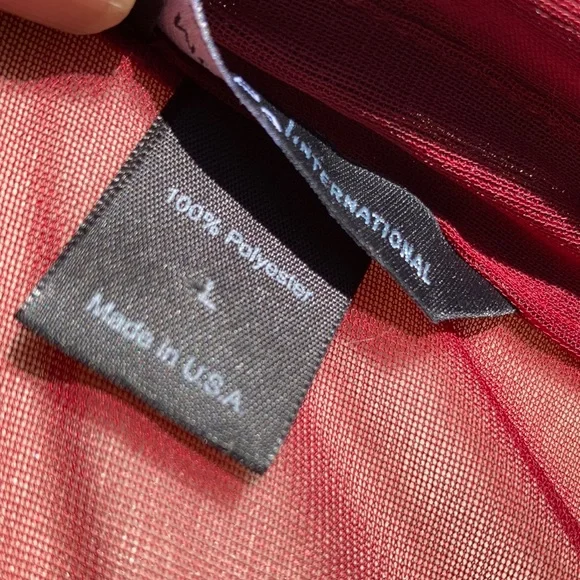 INTERNATIONAL
100% Polyester
L
Made in U.S.A